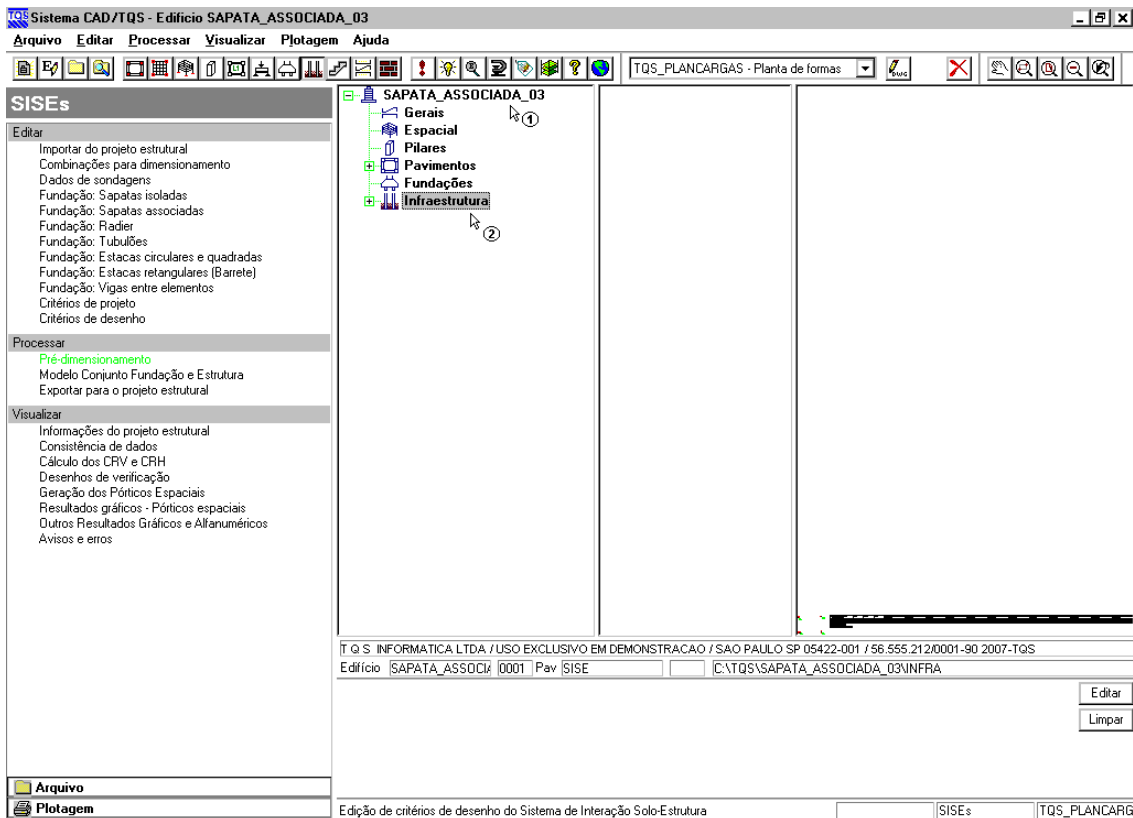 TQS Sistema CAD/TQS - Edifício SAPATA_ASSOCIADA_03
Arquivo Editar Processar Visualizar Plotagem Ajuda
TQS_PLANCARGAS - Planta de formas
DWG
SISEs
Editar
Importar do projeto estrutural
Combinações para dimensionamento
Dados de sondagens
Fundação: Sapatas isoladas
Fundação: Sapatas associadas
Fundação: Radier
Fundação: Tubulões
Fundação: Estacas circulares e quadradas
Fundação: Estacas retangulares (Barrete)
Fundação: Vigas entre elementos
Critérios de projeto
Critérios de desenho
Processar
Pré-dimensionamento
Modelo Conjunto Fundação e Estrutura
Exportar para o projeto estrutural
Visualizar
Informações do projeto estrutural
Consistência de dados
Cálculo dos CRV e CRH
Desenhos de verificação
Geração dos Pórticos Espaciais
Resultados gráficos - Pórticos espaciais
Outros Resultados Gráficos e Alfanuméricos
Avisos e erros
Arquivo
Plotagem
SAPATA_ASSOCIADA_03
1
Gerais
Espacial
Pilares
Pavimentos
Fundações
Infraestrutura
2
T Q S INFORMATICA LTDA / USO EXCLUSIVO EM DEMONSTRACAO / SAO PAULO SP 05422-001 / 56.555.212/0001-90 2007-TQS
Edifício SAPATA_ASSOCIA 0001 Pav SISE C:\TQS\SAPATA_ASSOCIADA_03\INFRA
Editar
Limpar
Edição de critérios de desenho do Sistema de Interação Solo-Estrutura SISEs TQS_PLANCARG